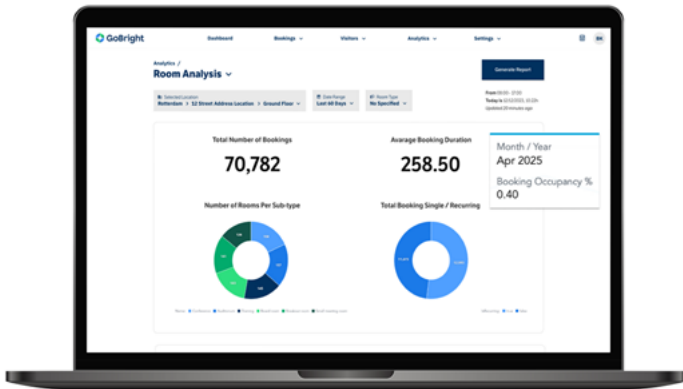 GoBright
Dashboard Bookings Visitors Analytics Settings
Analytics /
Room Analysis
Generate Report
Selected Location
Rotterdam > 12 Street Address Location > Ground Floor
Date Range
Last 60 Days
Room Type
No Specified
Total Number of Bookings
70,782
Avarage Booking Duration
258.50
Month / Year
Apr 2025
Booking Occupancy %
0.40
Number of Rooms Per Sub-type
Total Booking Single / Recurring